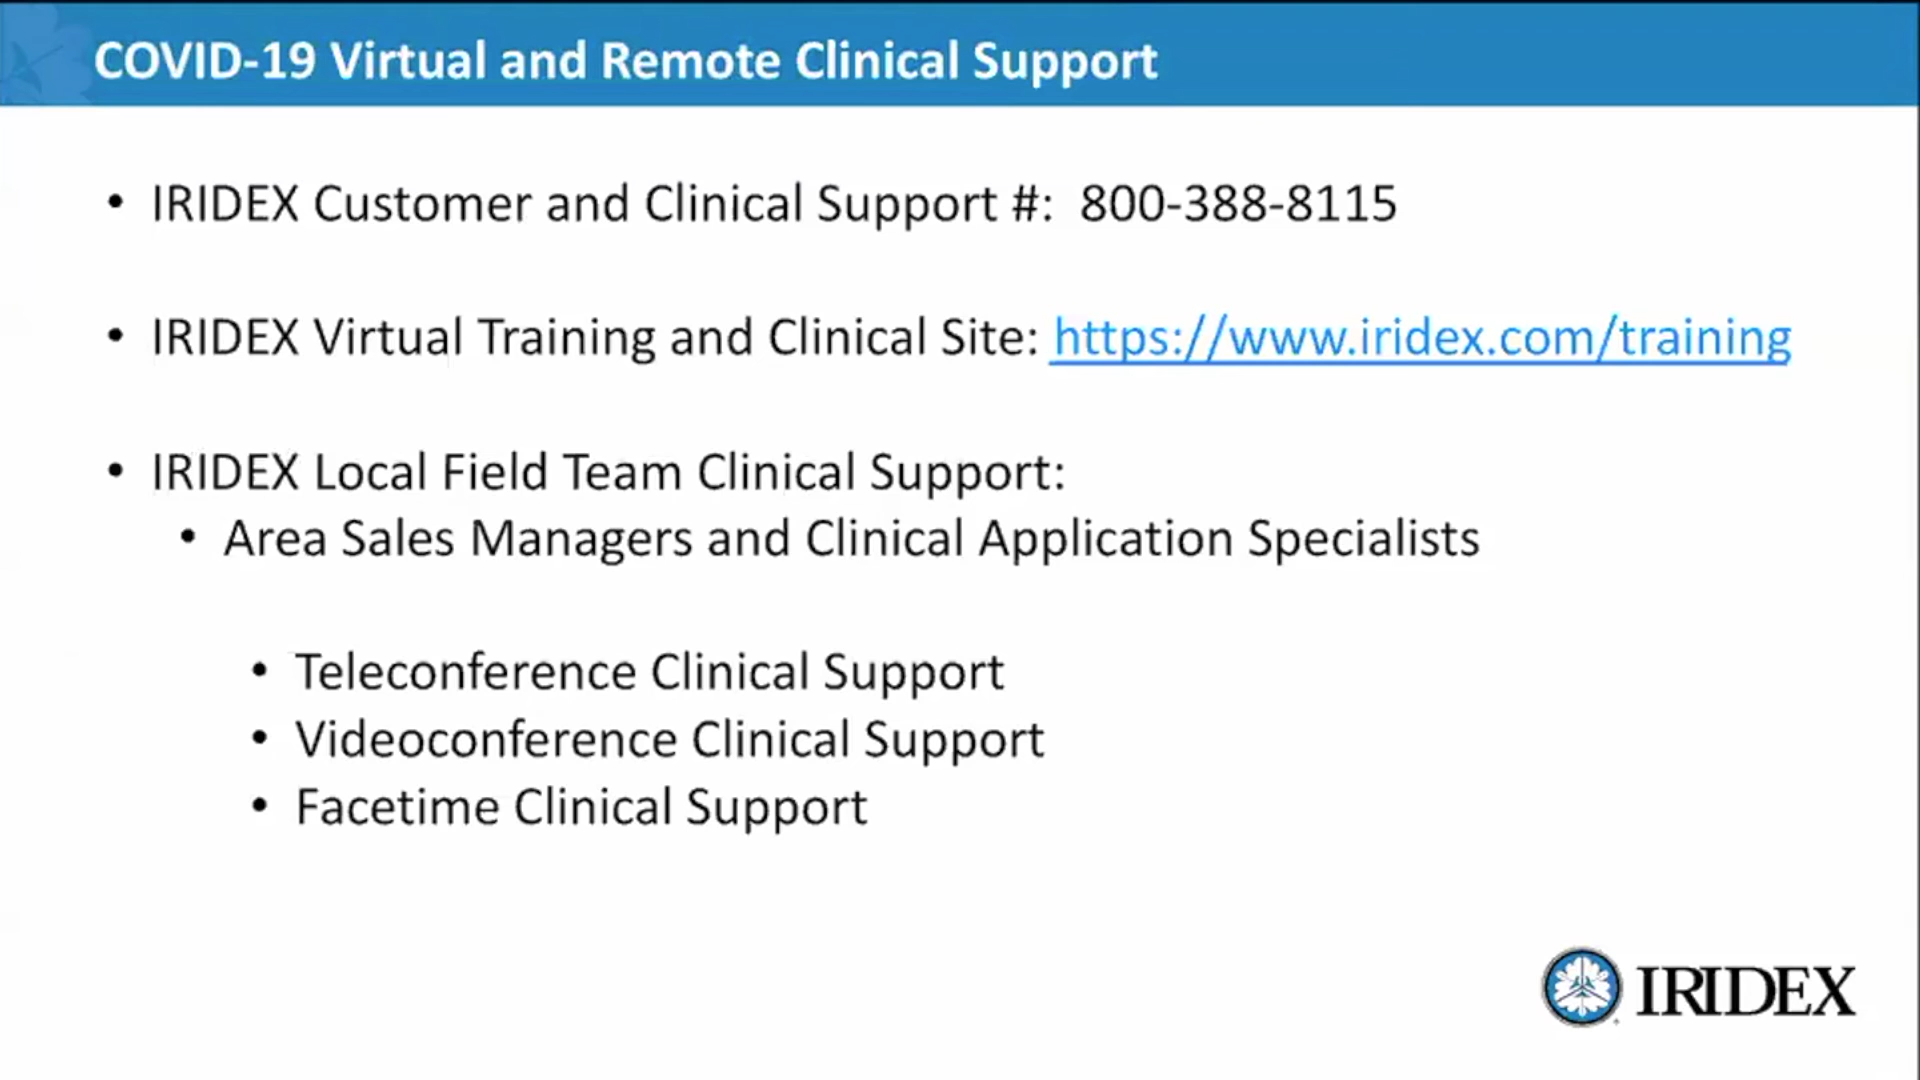 COVID-19 Virtual and Remote Clinical Support
• IRIDEX Customer and Clinical Support #:  800-388-8115
• IRIDEX Virtual Training and Clinical Site: https://www.iridex.com/training
• IRIDEX Local Field Team Clinical Support:
• Area Sales Managers and Clinical Application Specialists
• Teleconference Clinical Support
• Videoconference Clinical Support
• Facetime Clinical Support
IRIDEX